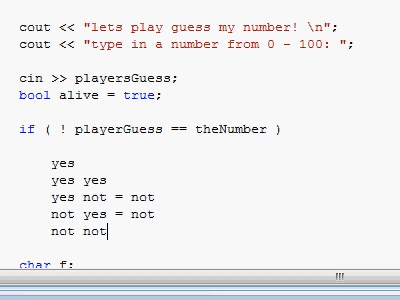 cout << "lets play guess my number! \n";
cout << "type in a number from 0 - 100: ";
cin >> playersGuess;
bool alive = true;
if ( ! playerGuess == theNumber )
yes
yes yes
yes not = not
not yes = not
not not
char f;